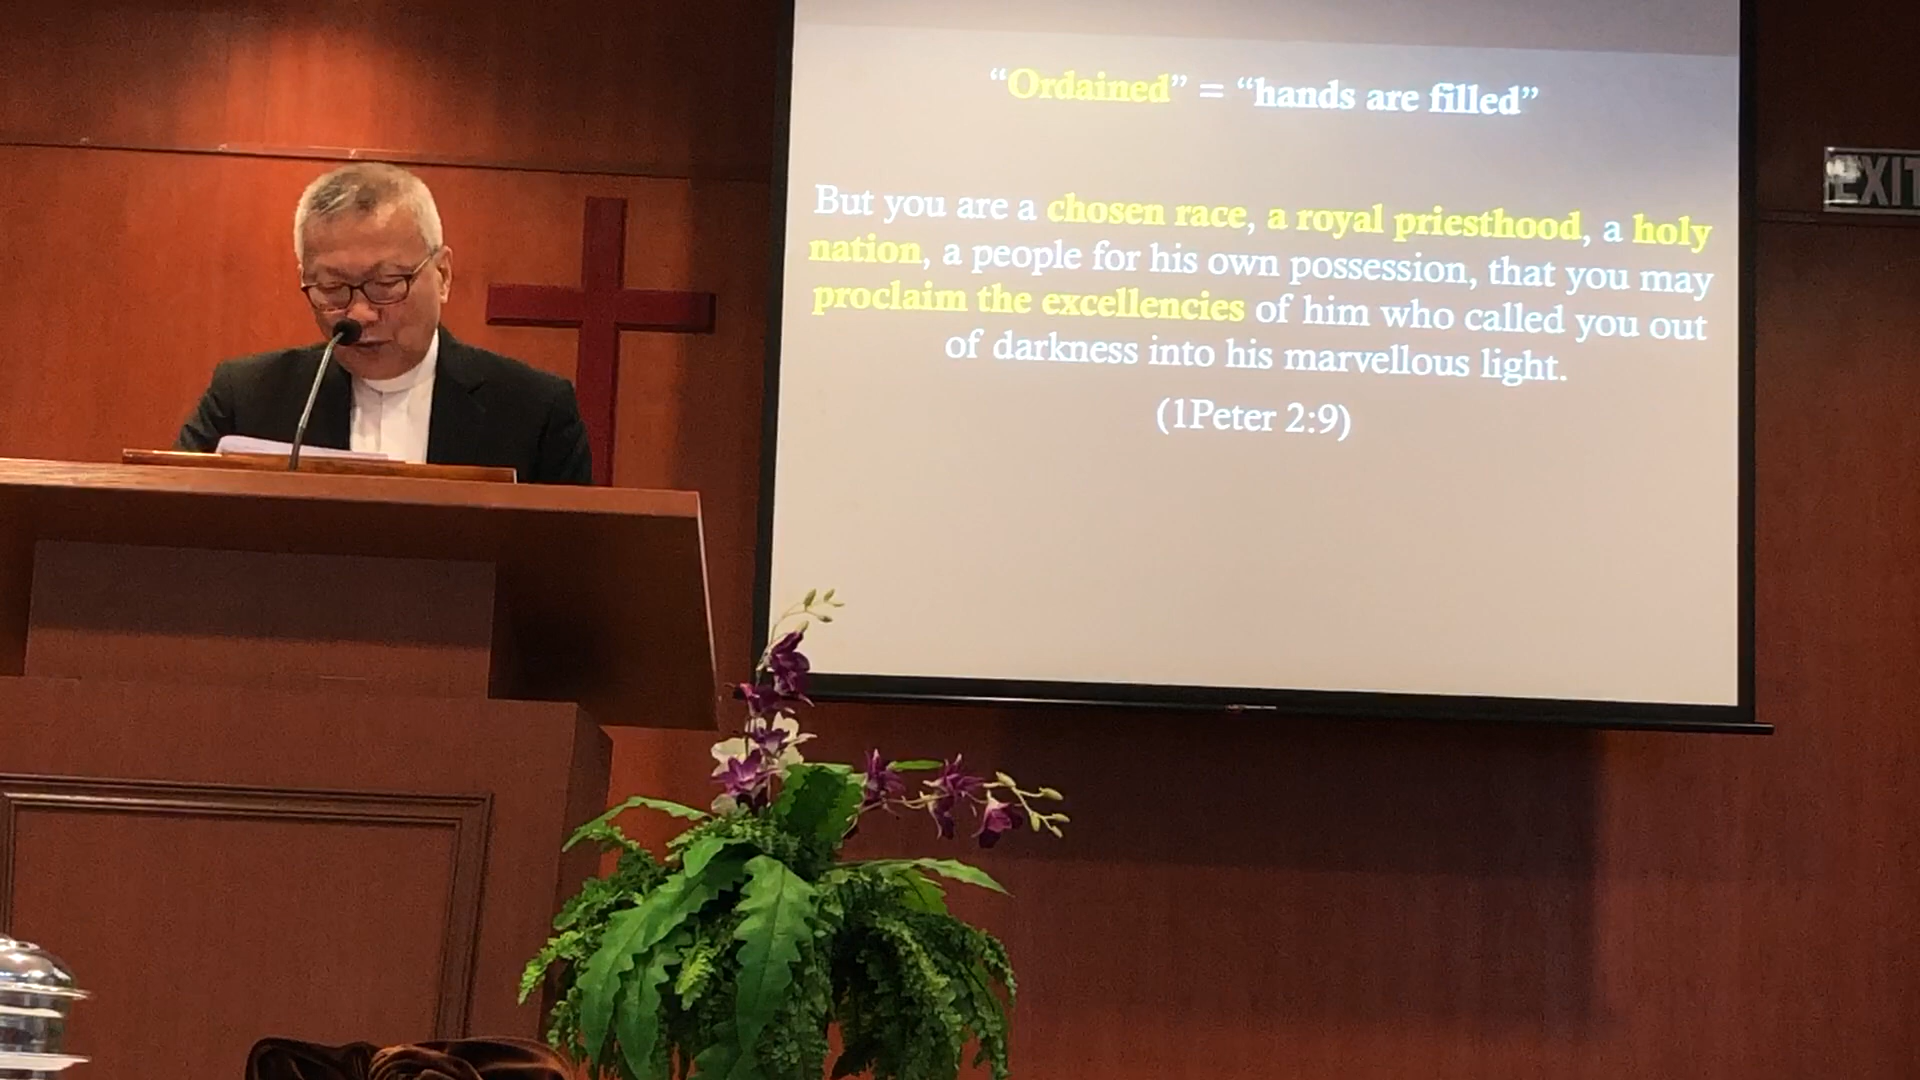 “Ordained” = “hands are filled”
But you are a chosen race, a royal priesthood, a holy
nation, a people for his own possession, that you may
proclaim the excellencies of him who called you out
of darkness into his marvellous light.
(1Peter 2:9)
EXIT